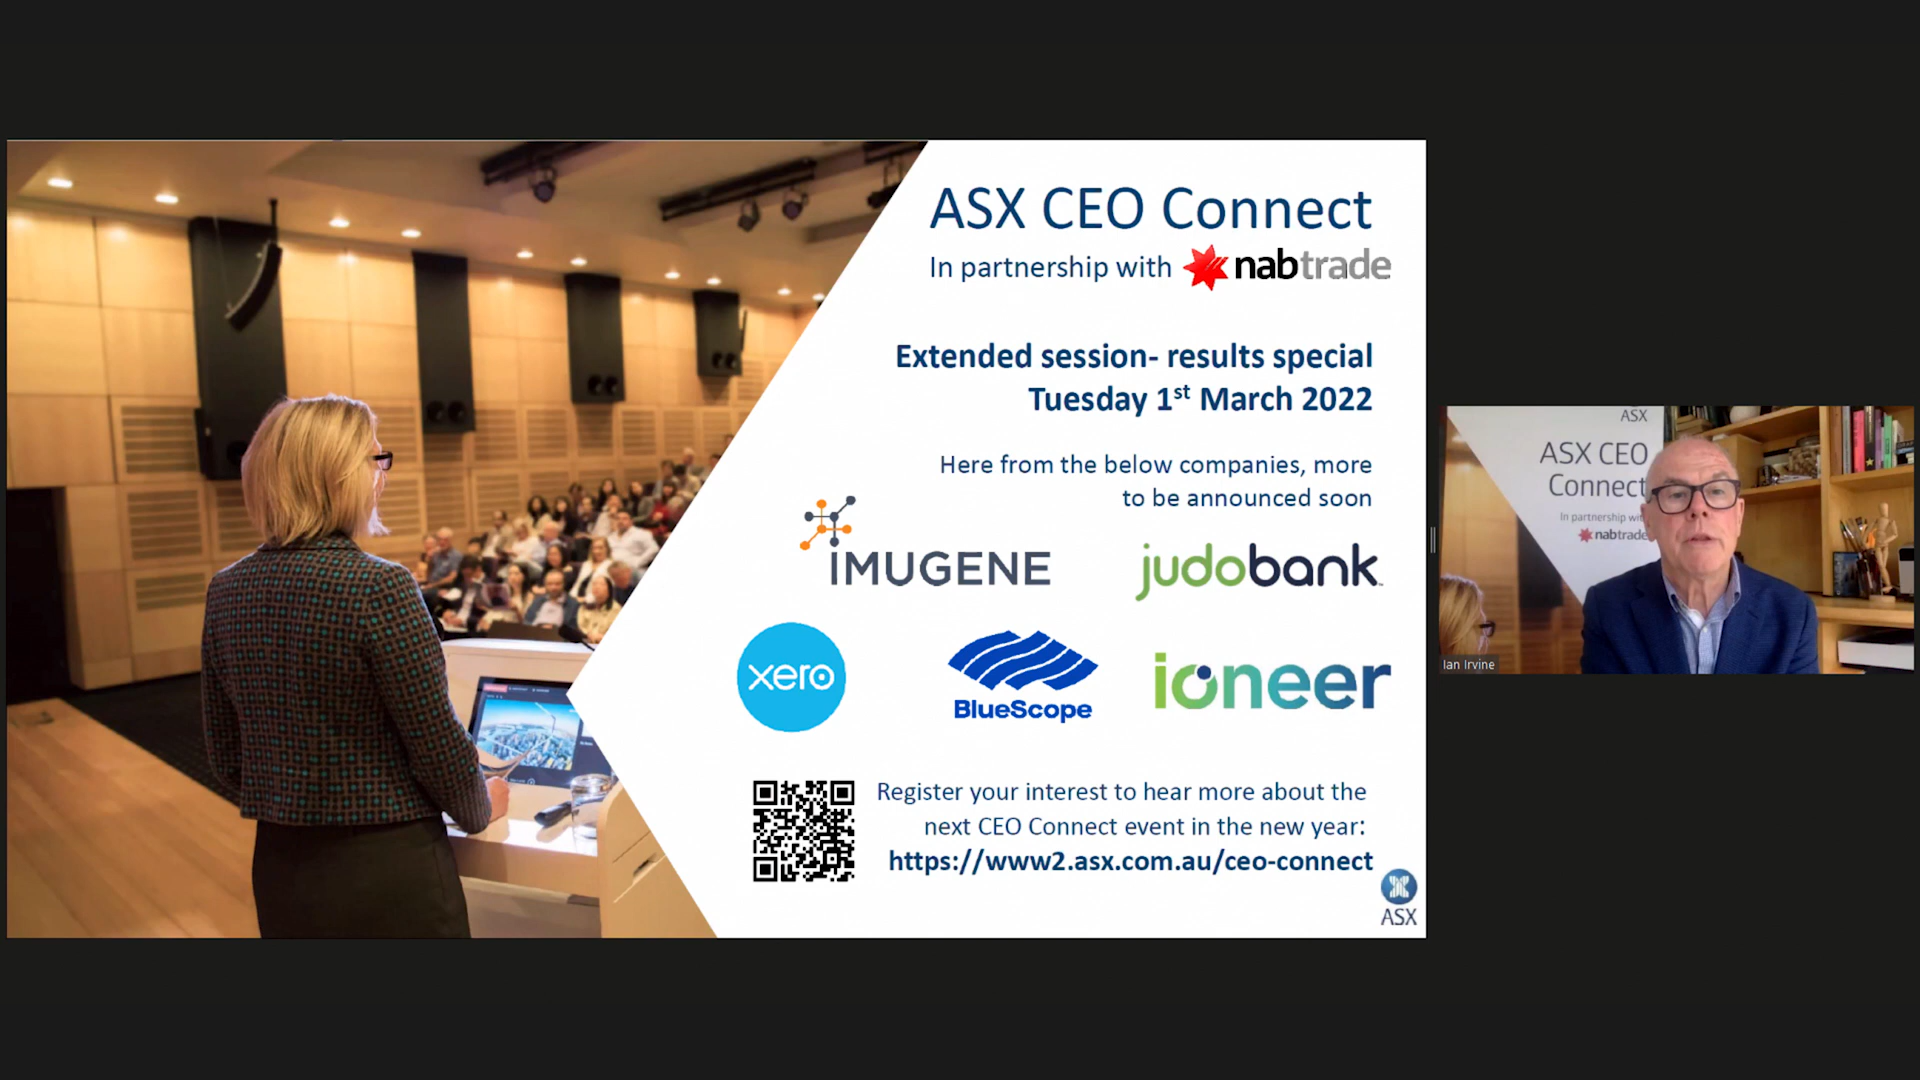 ASX CEO Connect
In partnership with nabtrade
Extended session- results special
Tuesday 1st March 2022
Here from the below companies, more
to be announced soon
IMUGENE
judobank
xero
BlueScope
ioneer
Register your interest to hear more about the
next CEO Connect event in the new year:
https://www2.asx.com.au/ceo-connect
ASX
ASX
ASX CEO
Connect
In partnership
nabtrade
Ian Irvine